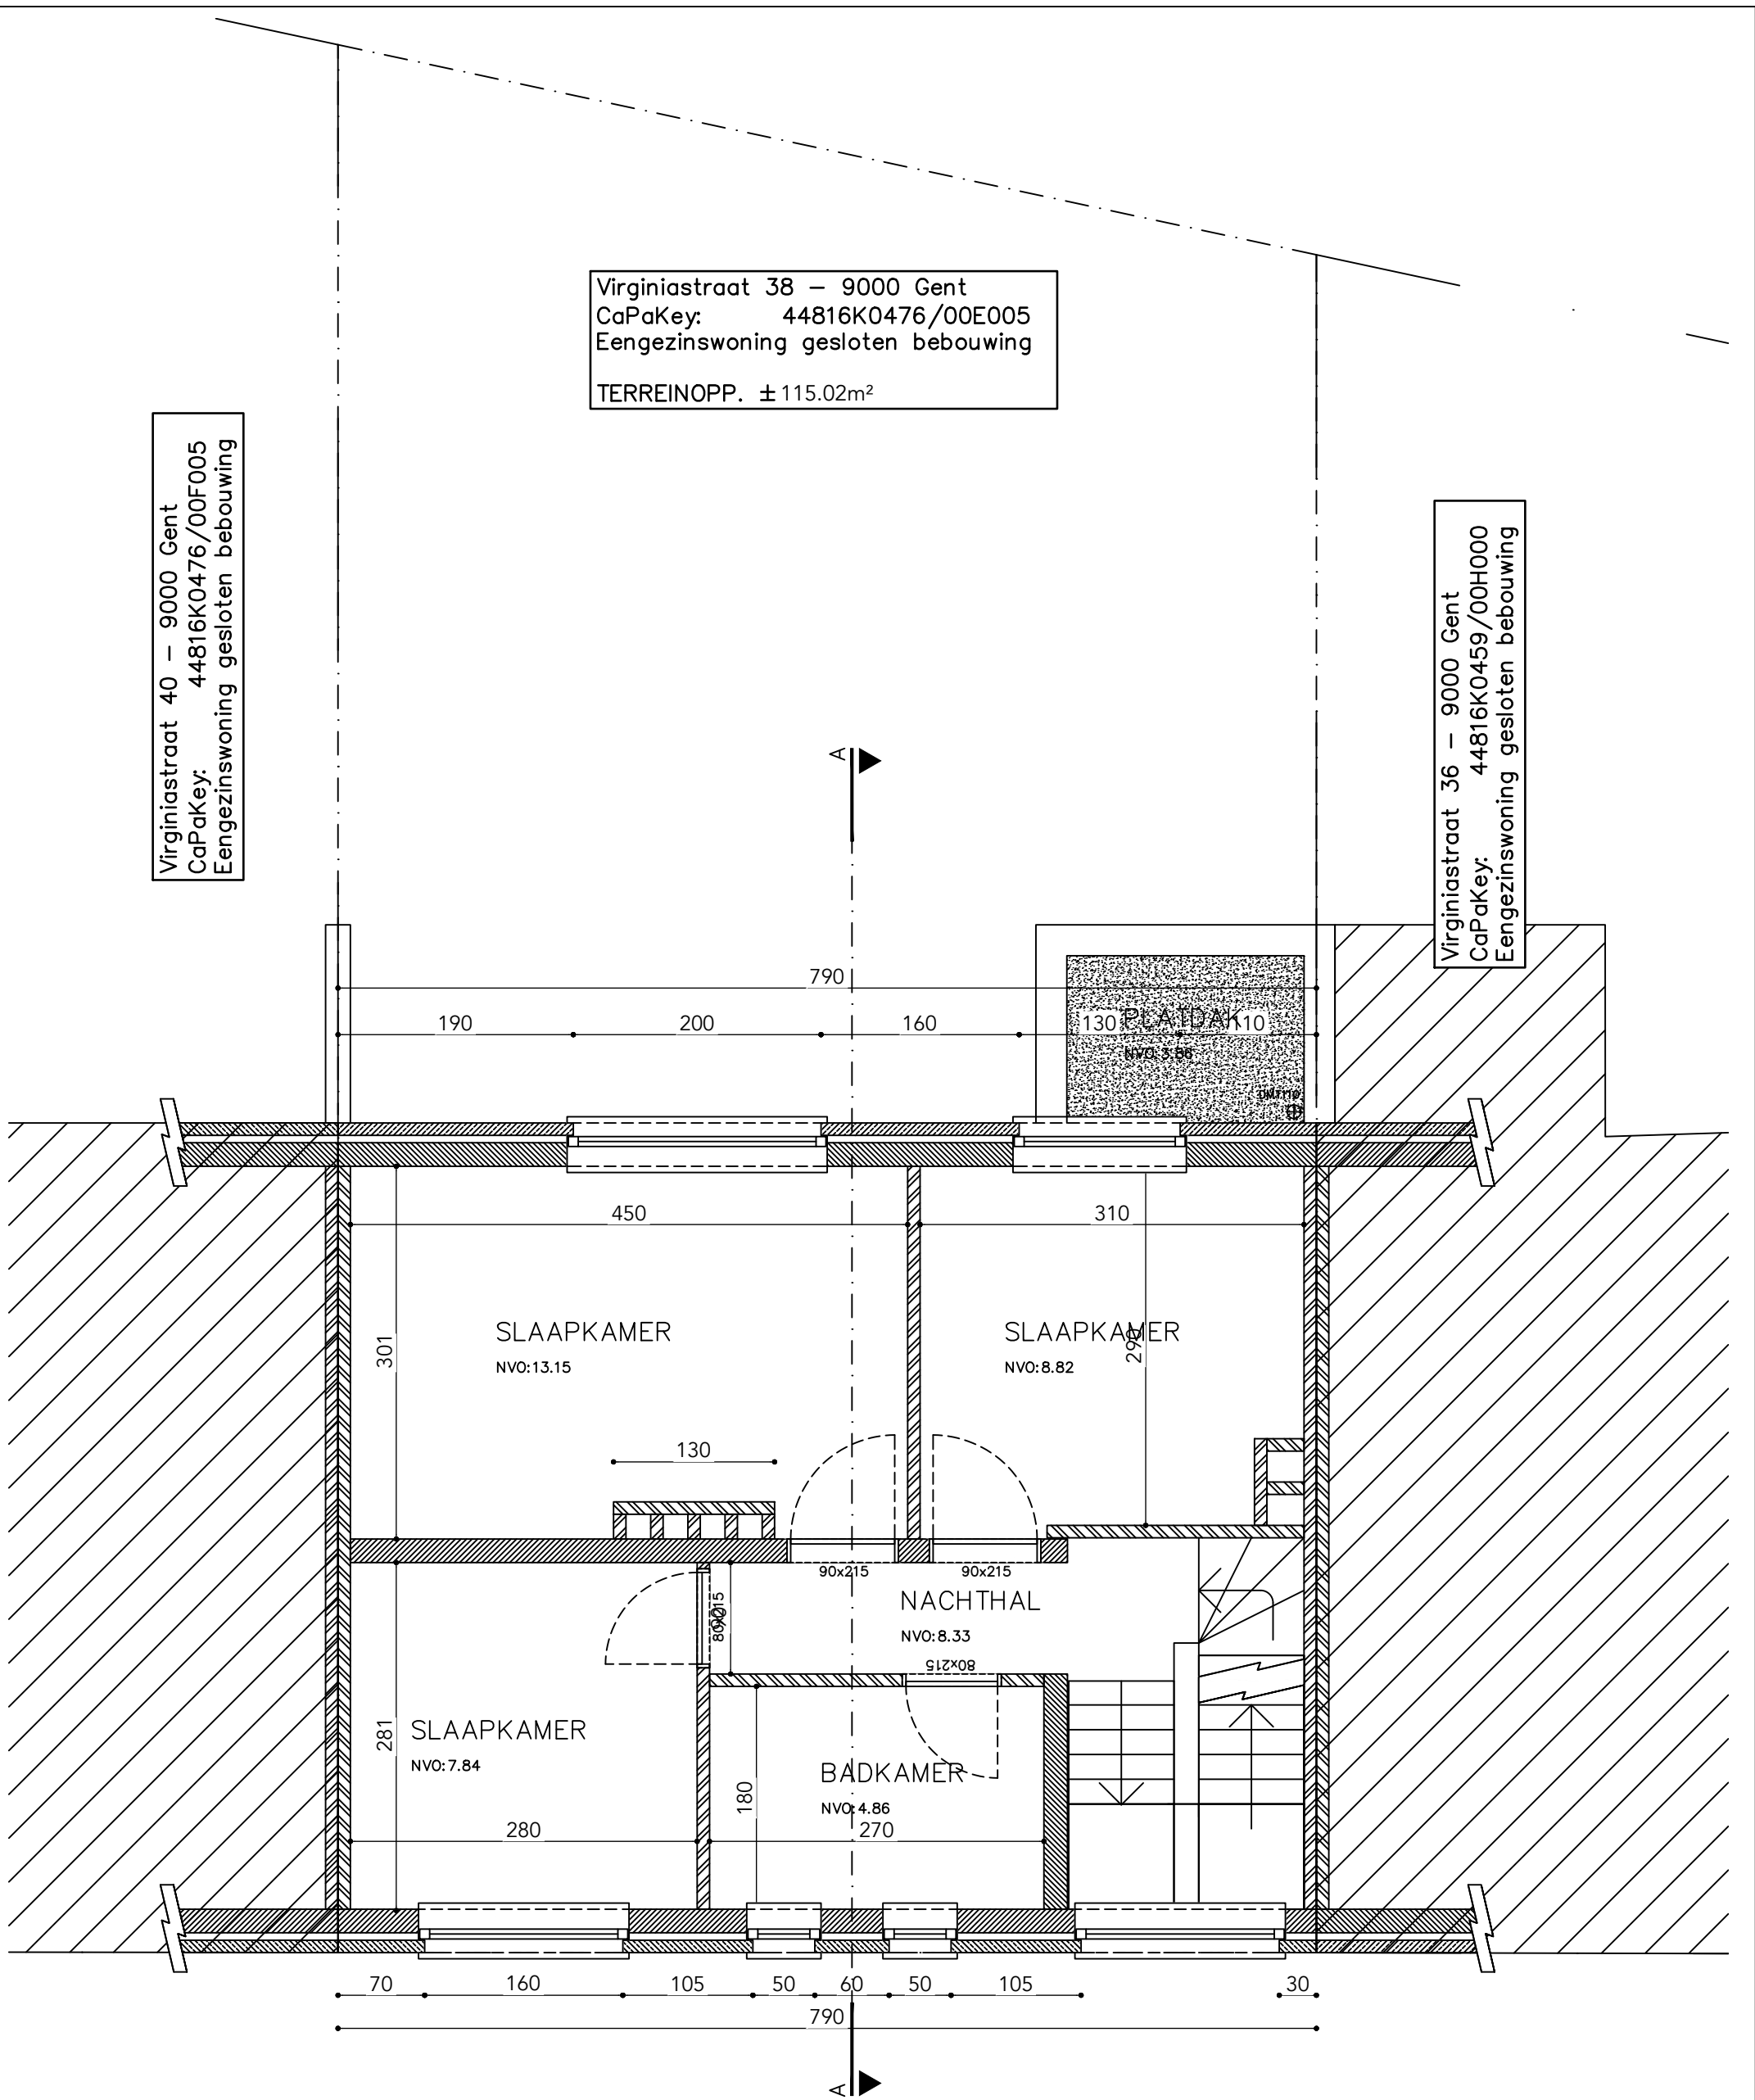 Virginiastraat 38 – 9000 Gent
CaPaKey: 44816K0476/00E005
Eengezinswoning gesloten bebouwing
TERREINOPP. ±115.02m²
Virginiastraat 40 – 9000 Gent
CaPaKey: 44816K0476/00F005
Eengezinswoning gesloten bebouwing
Virginiastraat 36 – 9000 Gent
CaPaKey: 44816K0459/00H000
Eengezinswoning gesloten bebouwing
A
790
190 200 160 130 110
PLATDAK
NVO:3.86
450 310
301
SLAAPKAMER
NVO:13.15
SLAAPKAMER
NVO:8.82
290
130
90x215 90x215
80x215
90
NACHTHAL
NVO:8.33
80x215
281
SLAAPKAMER
NVO:7.84
BADKAMER
NVO:4.86
180
280 270
70 160 105 50 60 50 105 30
790
A